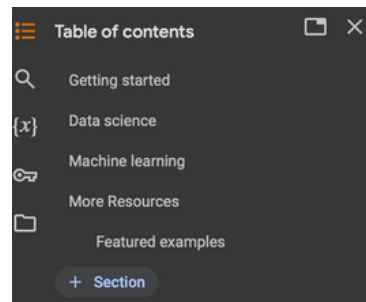 Table of contents
Getting started
{x}
Data science
Machine learning
More Resources
Featured examples
+ Section